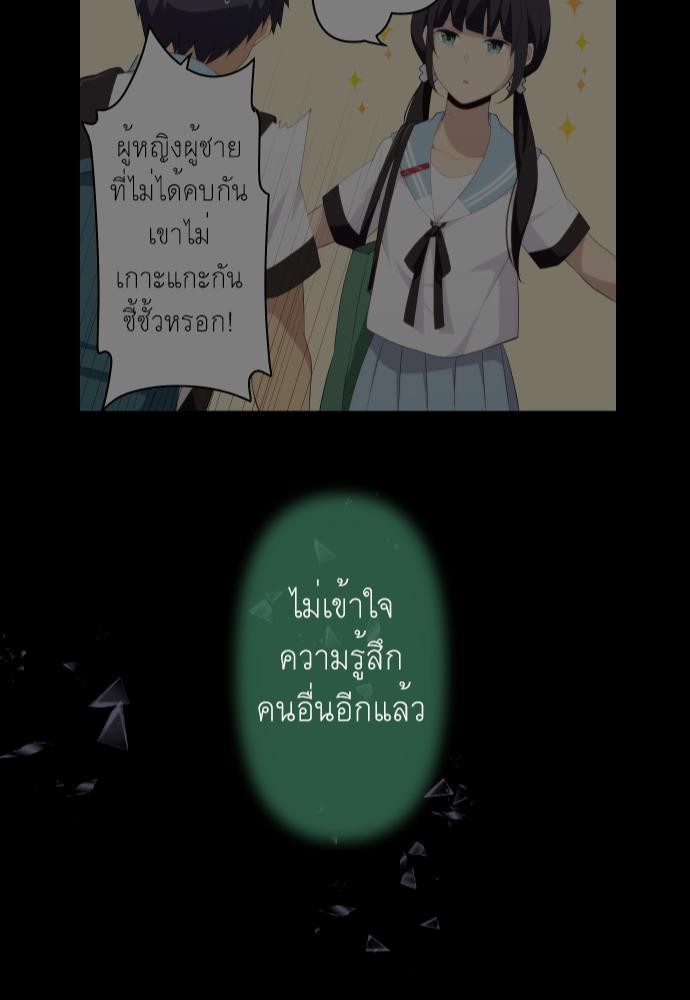 ผู้หญิงผู้ชาย
ที่ไม่ได้คบกัน
เขาไม่
เกาะแกะกัน
ซี้ซั้วหรอก!
ไม่เข้าใจ
ความรู้สึก
คนอื่นอีกแล้ว